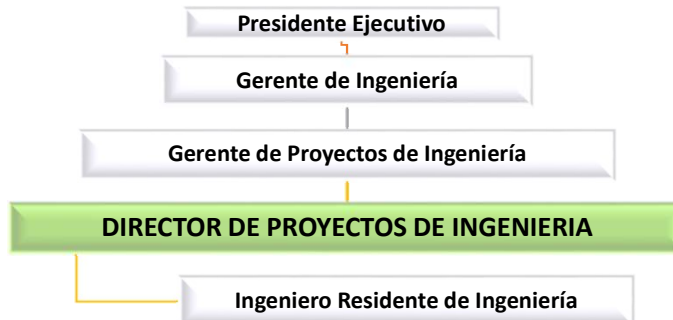 Presidente Ejecutivo
Gerente de Ingeniería
Gerente de Proyectos de Ingeniería
DIRECTOR DE PROYECTOS DE INGENIERIA
Ingeniero Residente de Ingeniería